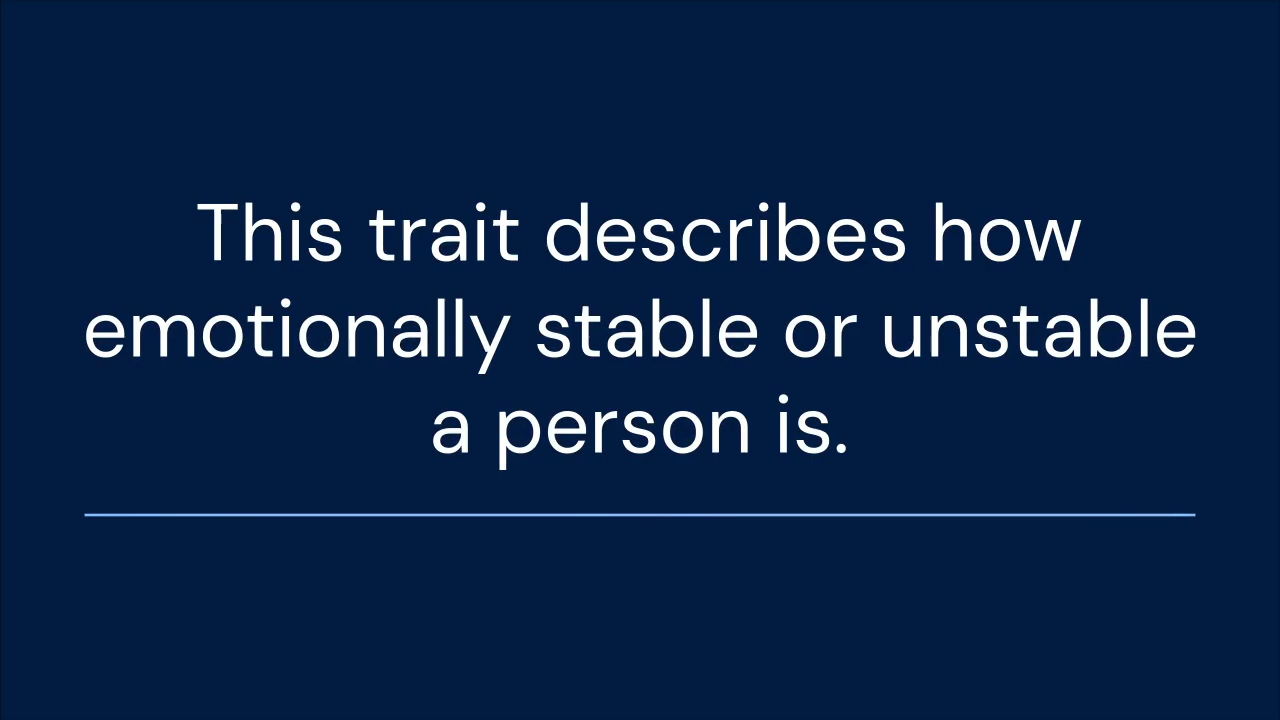 This trait describes how
emotionally stable or unstable
a person is.